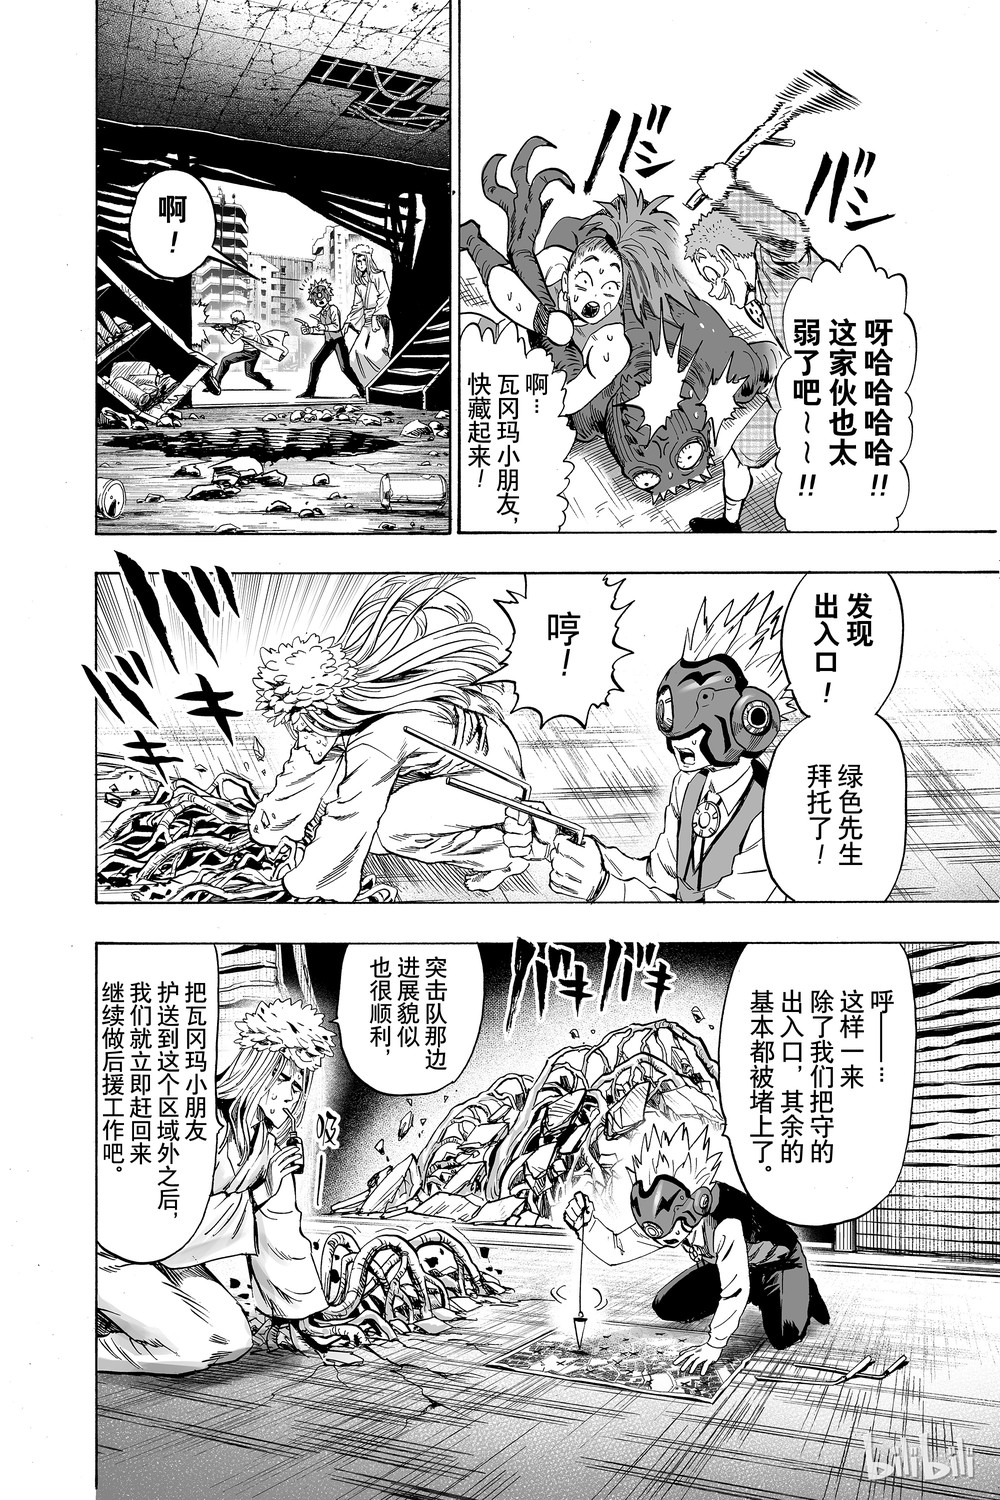 呀哈哈哈哈!!
这家伙也太
弱了吧～～!!
バシ
バシ
啊…
瓦冈玛小朋友,
快藏起来!
啊!
发现
出入口!
绿色先生
拜托了!
哼!
バキ
バキ
呼——…
这样一来
除了我们把守的
出入口,其余的
基本都被堵上了。
突击队那边
进展貌似
也很顺利,
把瓦冈玛小朋友
护送到这个区域外之后,
我们就立即赶回来
继续做后援工作吧。
bilibili